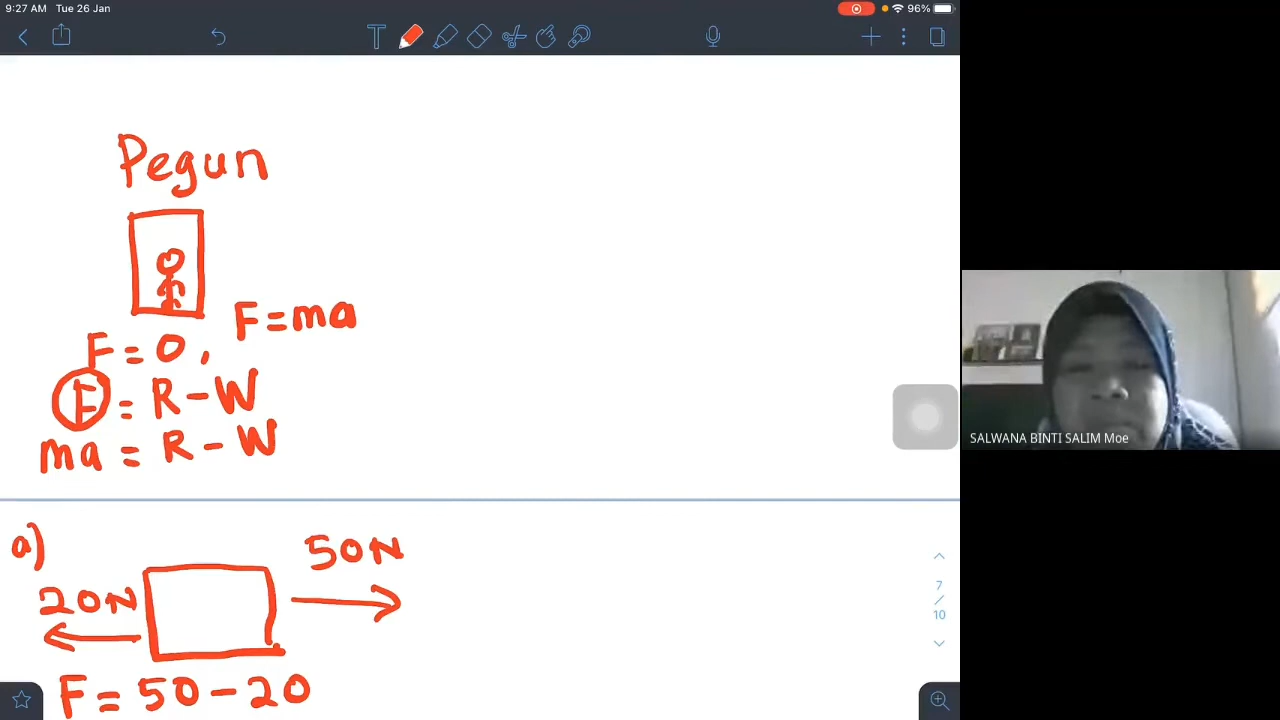 9:27 AM Tue 26 Jan
96%
T
Pegun
F = ma
F = 0 ,
F = R - W
ma = R - W
a)
50N
20N
F = 50 - 20
7
/
10
SALWANA BINTI SALIM Moe